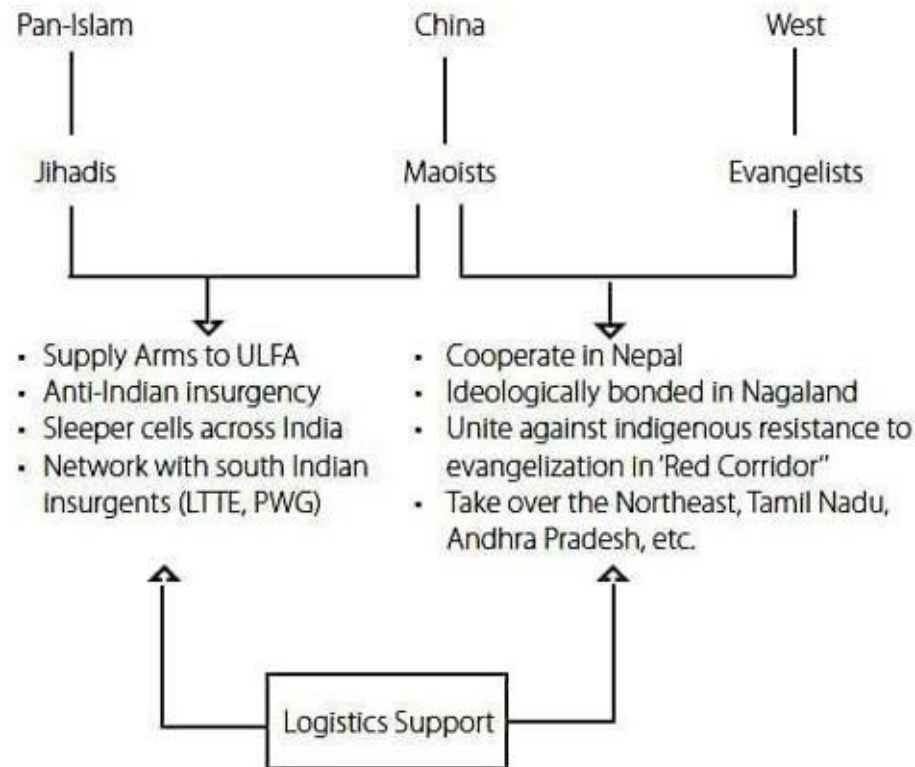 Pan-Islam
China
West
Jihadis
Maoists
Evangelists
• Supply Arms to ULFA
• Anti-Indian insurgency
• Sleeper cells across India
• Network with south Indian
insurgents (LTTE, PWG)
• Cooperate in Nepal
• Ideologically bonded in Nagaland
• Unite against indigenous resistance to
evangelization in 'Red Corridor"
• Take over the Northeast, Tamil Nadu,
Andhra Pradesh, etc.
Logistics Support